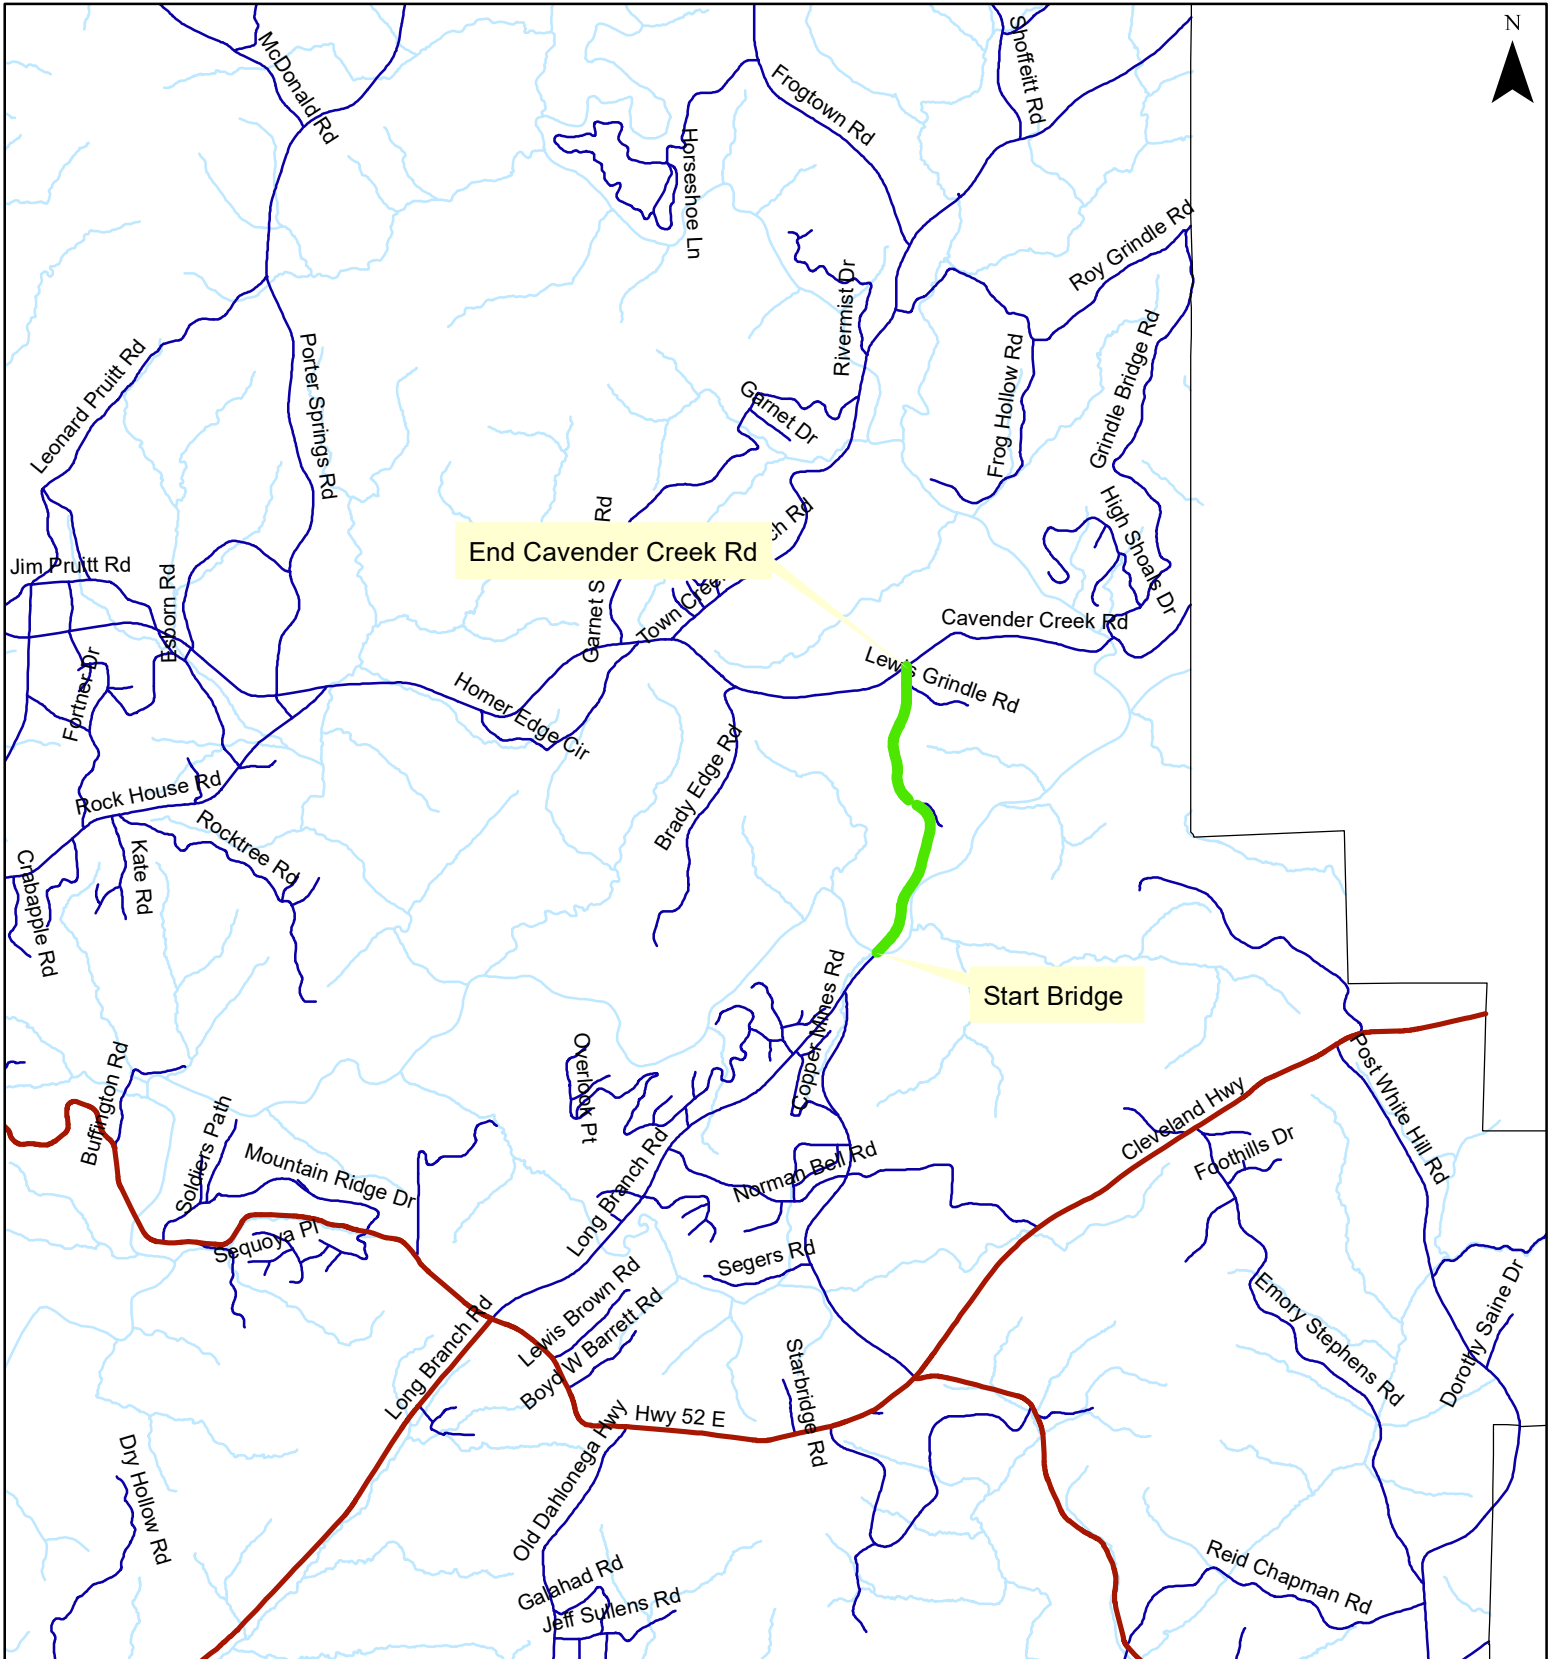 N
McDonald Rd
Shoffeitt Rd
Frogtown Rd
Horseshoe Ln
Roy Grindle Rd
Rivermist Dr
Leonard Pruitt Rd
Porter Springs Rd
Frog Hollow Rd
Grindle Bridge Rd
Garnet Dr
High Shoals Dr
Garnet S Rd
ch Rd
End Cavender Creek Rd
Jim Pruitt Rd
Esborn Rd
Town Cree
Cavender Creek Rd
Lewis Grindle Rd
Fortner Dr
Homer Edge Cir
Brady Edge Rd
Rock House Rd
Rocktree Rd
Kate Rd
Crabapple Rd
Copper Mines Rd
Start Bridge
Overlook Pt
Buffington Rd
Post White Hill Rd
Cleveland Hwy
Soldiers Path
Foothills Dr
Mountain Ridge Dr
Norman Bell Rd
Long Branch Rd
Sequoya Pl
Segers Rd
Lewis Brown Rd
Boyd W Barrett Rd
Emory Stephens Rd
Dorothy Saine Dr
Long Branch Rd
Starbridge Rd
Hwy 52 E
Old Dahlonega Hwy
Dry Hollow Rd
Galahad Rd
Jeff Sullens Rd
Reid Chapman Rd